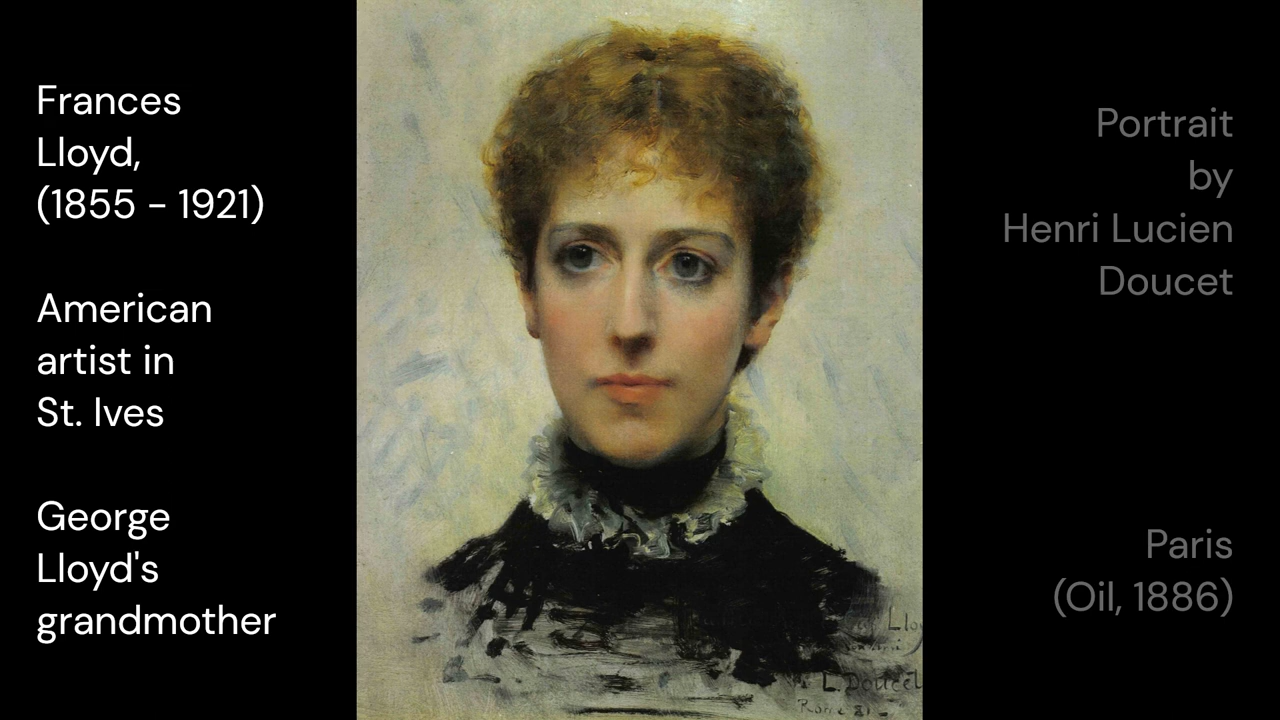 Frances
Lloyd,
(1855 - 1921)
American
artist in
St. Ives
George
Lloyd's
grandmother
Portrait
by
Henri Lucien
Doucet
Paris
(Oil, 1886)
L. Doucet